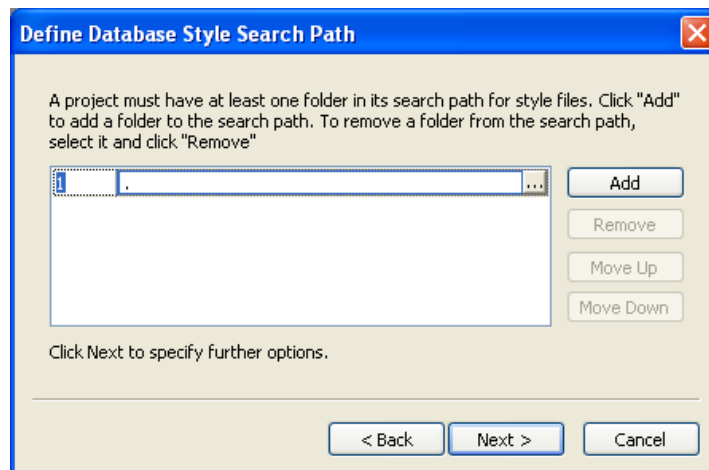 Define Database Style Search Path
A project must have at least one folder in its search path for style files. Click "Add"
to add a folder to the search path. To remove a folder from the search path,
select it and click "Remove"
1 . ...
Add
Remove
Move Up
Move Down
Click Next to specify further options.
< Back Next > Cancel